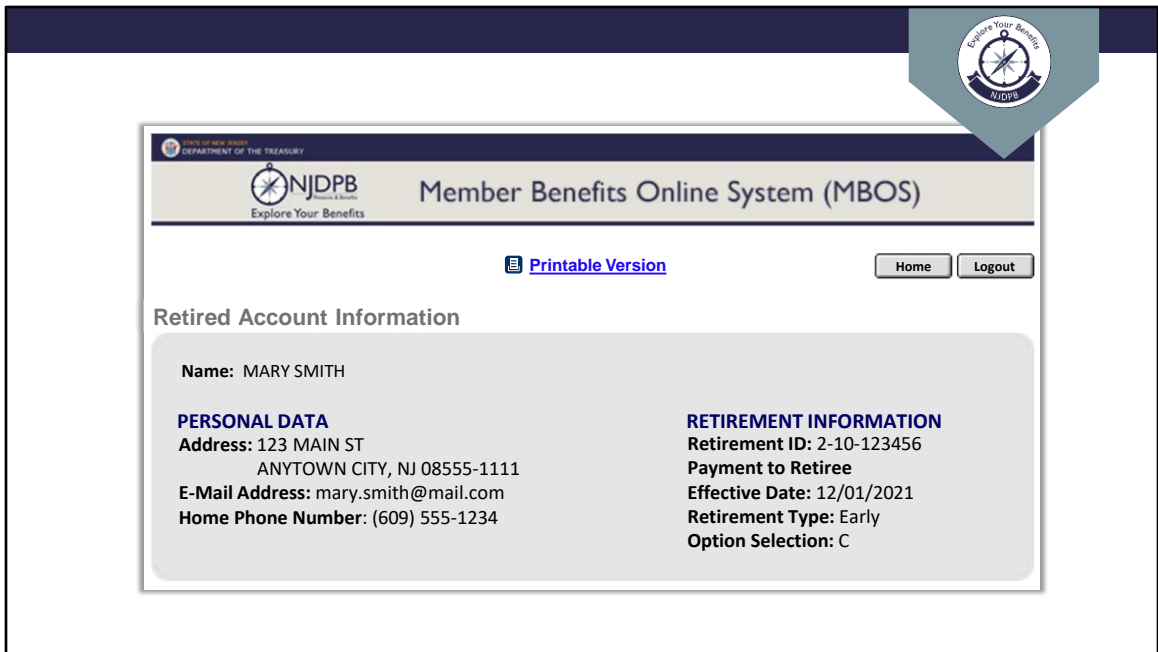 Explore Your Benefits
NJDPB
STATE OF NEW JERSEY
DEPARTMENT OF THE TREASURY
NJDPB
Pensions & Benefits
Explore Your Benefits
Member Benefits Online System (MBOS)
Printable Version
Home
Logout
Retired Account Information
Name: MARY SMITH
PERSONAL DATA
Address: 123 MAIN ST
ANYTOWN CITY, NJ 08555-1111
E-Mail Address: mary.smith@mail.com
Home Phone Number: (609) 555-1234
RETIREMENT INFORMATION
Retirement ID: 2-10-123456
Payment to Retiree
Effective Date: 12/01/2021
Retirement Type: Early
Option Selection: C